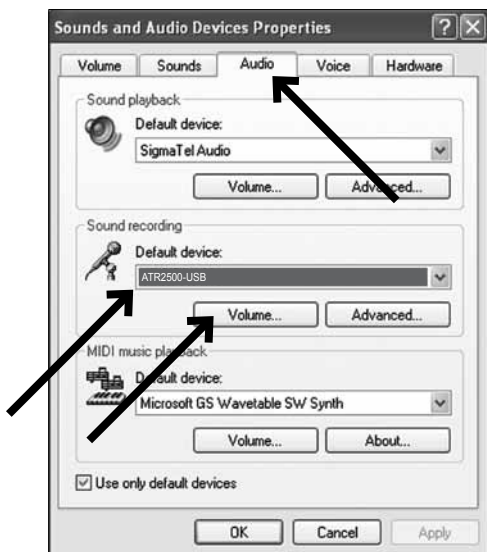 Sounds and Audio Devices Properties
Volume Sounds Audio Voice Hardware
Sound playback
Default device:
SigmaTel Audio
Volume... Advanced...
Sound recording
Default device:
ATR2500-USB
Volume... Advanced...
MIDI music playback
Default device:
Microsoft GS Wavetable SW Synth
Volume... About...
Use only default devices
OK Cancel Apply